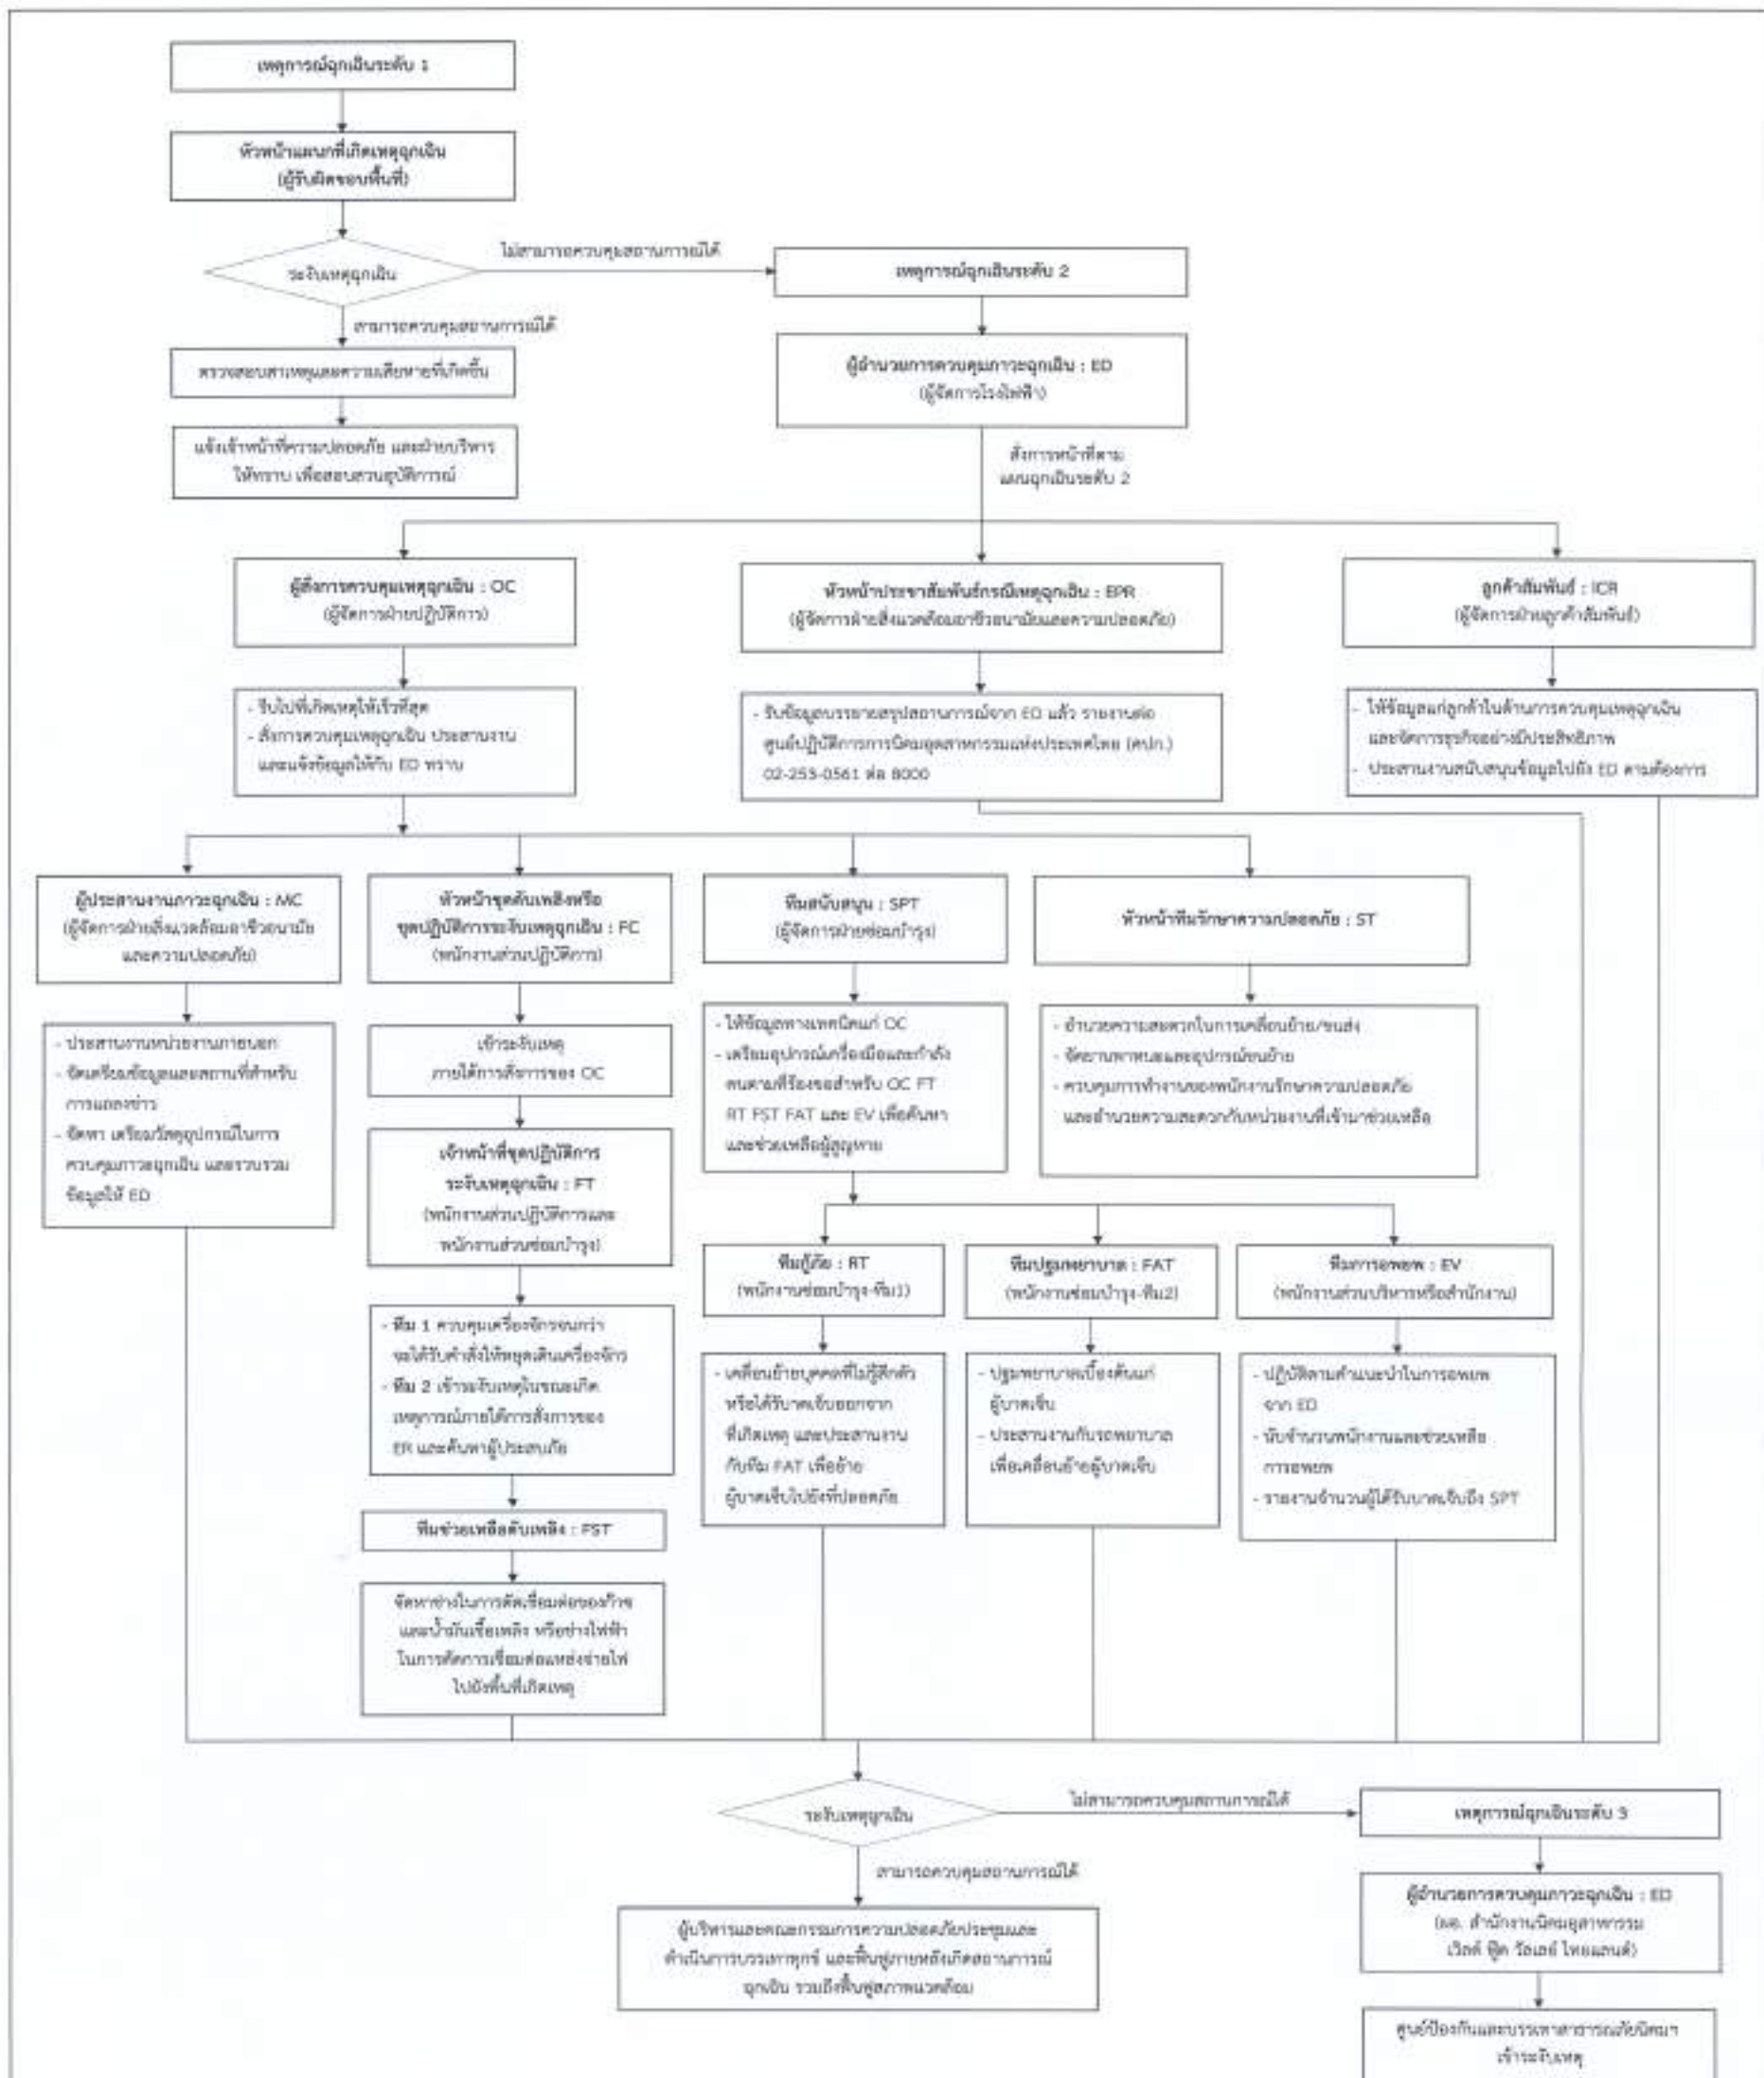 เหตุการณ์ฉุกเฉินระดับ 1
หัวหน้าแผนกที่เกิดเหตุฉุกเฉิน
(ผู้รับผิดชอบพื้นที่)
ระงับเหตุฉุกเฉิน
ไม่สามารถควบคุมสถานการณ์ได้
สามารถควบคุมสถานการณ์ได้
ตรวจสอบสาเหตุและความเสียหายที่เกิดขึ้น
แจ้งเจ้าหน้าที่ความปลอดภัย และฝ่ายบริหาร
ให้ทราบ เพื่อสอบสวนอุบัติการณ์
เหตุการณ์ฉุกเฉินระดับ 2
ผู้อำนวยการควบคุมภาวะฉุกเฉิน : ED
(ผู้จัดการโรงไฟฟ้า)
สั่งการหน้าที่ตาม
แผนฉุกเฉินระดับ 2
ผู้สั่งการควบคุมเหตุฉุกเฉิน : OC
(ผู้จัดการฝ่ายปฏิบัติการ)
- รีบไปที่เกิดเหตุให้เร็วที่สุด
- สั่งการควบคุมเหตุฉุกเฉิน ประสานงาน
และแจ้งข้อมูลให้กับ ED ทราบ
หัวหน้าประชาสัมพันธ์กรณีเหตุฉุกเฉิน : EPR
(ผู้จัดการฝ่ายสิ่งแวดล้อมอาชีวอนามัยและความปลอดภัย)
- รับข้อมูลบรรยายสรุปสถานการณ์จาก ED แล้ว รายงานต่อ
ศูนย์ปฏิบัติการการนิคมอุตสาหกรรมแห่งประเทศไทย (ศปก.)
02-253-0561 ต่อ 8000
ลูกค้าสัมพันธ์ : ICR
(ผู้จัดการฝ่ายลูกค้าสัมพันธ์)
- ให้ข้อมูลแก่ลูกค้าในด้านการควบคุมเหตุฉุกเฉิน
และจัดการธุรกิจอย่างมีประสิทธิภาพ
- ประสานงานสนับสนุนข้อมูลไปยัง ED ตามต้องการ
ผู้ประสานงานภาวะฉุกเฉิน : MC
(ผู้จัดการฝ่ายสิ่งแวดล้อมอาชีวอนามัย
และความปลอดภัย)
- ประสานงานหน่วยงานภายนอก
- จัดเตรียมข้อมูลและสถานที่สำหรับ
การแถลงข่าว
- จัดหา เตรียมวัสดุอุปกรณ์ในการ
ควบคุมภาวะฉุกเฉิน และรวบรวม
ข้อมูลให้ ED
หัวหน้าชุดดับเพลิงหรือ
ชุดปฏิบัติการระงับเหตุฉุกเฉิน : FC
(พนักงานส่วนปฏิบัติการ)
เข้าระงับเหตุ
ภายใต้การสั่งการของ OC
เจ้าหน้าที่ชุดปฏิบัติการ
ระงับเหตุฉุกเฉิน : FT
(พนักงานส่วนปฏิบัติการและ
พนักงานส่วนซ่อมบำรุง)
- ทีม 1 ควบคุมเครื่องจักรจนกว่า
จะได้รับคำสั่งให้หยุดเดินเครื่องจักร
- ทีม 2 เข้าระงับเหตุในขณะเกิด
เหตุการณ์ภายใต้การสั่งการของ
ER และค้นหาผู้ประสบภัย
ทีมช่วยเหลือดับเพลิง : FST
จัดหาช่างในการตัดเชื่อมต่อของก๊าซ
และน้ำมันเชื้อเพลิง หรือช่างไฟฟ้า
ในการตัดการเชื่อมต่อแหล่งจ่ายไฟ
ไปยังพื้นที่เกิดเหตุ
ทีมสนับสนุน : SPT
(ผู้จัดการฝ่ายซ่อมบำรุง)
- ให้ข้อมูลทางเทคนิคแก่ OC
- เตรียมอุปกรณ์เครื่องมือและกำลัง
คนตามที่ร้องขอสำหรับ OC FT
RT FST FAT และ EV เพื่อค้นหา
และช่วยเหลือผู้สูญหาย
หัวหน้าทีมรักษาความปลอดภัย : ST
- อำนวยความสะดวกในการเคลื่อนย้าย/ขนส่ง
- จัดยานพาหนะและอุปกรณ์ขนย้าย
- ควบคุมการทำงานของพนักงานรักษาความปลอดภัย
และอำนวยความสะดวกกับหน่วยงานที่เข้ามาช่วยเหลือ
ทีมกู้ภัย : RT
(พนักงานซ่อมบำรุง-ทีม1)
- เคลื่อนย้ายบุคคลที่ไม่รู้สึกตัว
หรือได้รับบาดเจ็บออกจาก
ที่เกิดเหตุ และประสานงาน
กับทีม FAT เพื่อย้าย
ผู้บาดเจ็บไปยังที่ปลอดภัย
ทีมปฐมพยาบาล : FAT
(พนักงานซ่อมบำรุง-ทีม2)
- ปฐมพยาบาลเบื้องต้นแก่
ผู้บาดเจ็บ
- ประสานงานกับรถพยาบาล
เพื่อเคลื่อนย้ายผู้บาดเจ็บ
ทีมการอพยพ : EV
(พนักงานส่วนบริหารหรือสำนักงาน)
- ปฏิบัติตามคำแนะนำในการอพยพ
จาก ED
- นับจำนวนพนักงานและช่วยเหลือ
การอพยพ
- รายงานจำนวนผู้ได้รับบาดเจ็บถึง SPT
ระงับเหตุฉุกเฉิน
ไม่สามารถควบคุมสถานการณ์ได้
สามารถควบคุมสถานการณ์ได้
ผู้บริหารและคณะกรรมการความปลอดภัยประชุมและ
ดำเนินการบรรเทาทุกข์ และฟื้นฟูภายหลังเกิดสถานการณ์
ฉุกเฉิน รวมถึงฟื้นฟูสภาพแวดล้อม
เหตุการณ์ฉุกเฉินระดับ 3
ผู้อำนวยการควบคุมภาวะฉุกเฉิน : ED
(ผอ. สำนักงานนิคมอุสาหกรรม
เวิลด์ ฟู้ด วัลเลย์ ไทยแลนด์)
ศูนย์ป้องกันและบรรเทาสาธารณภัยนิคมฯ
เข้าระงับเหตุ